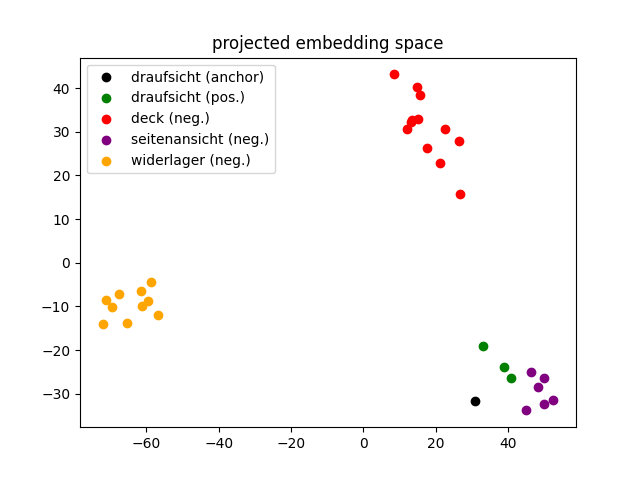 projected embedding space
draufsicht (anchor)
draufsicht (pos.)
deck (neg.)
seitenansicht (neg.)
widerlager (neg.)
40
30
20
10
0
−10
−20
−30
−60 −40 −20 0 20 40